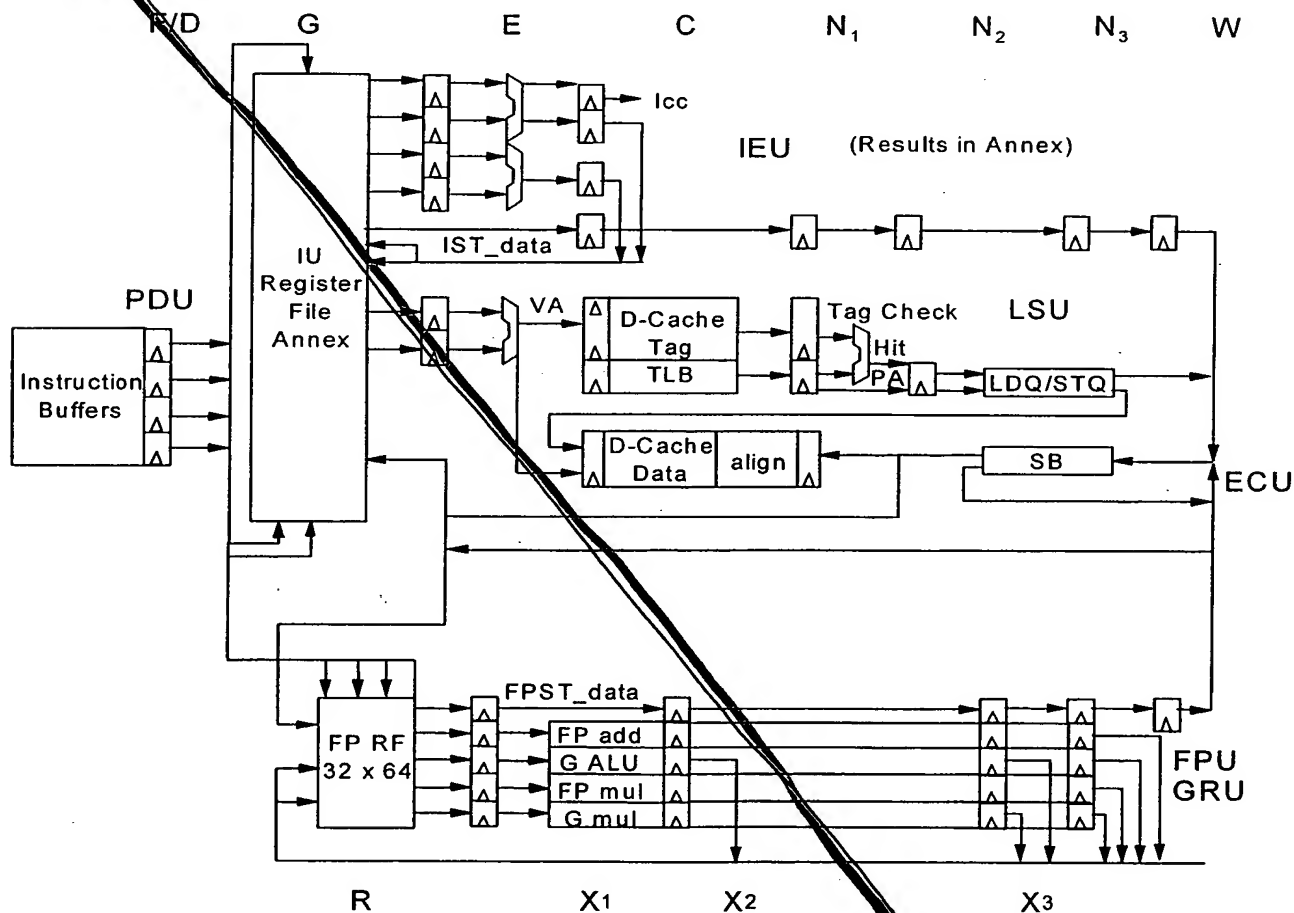 F/D G E C N1 N2 N3 W
Icc
IEU (Results in Annex)
IST_data
IU
Register
File
Annex
PDU
VA
Tag Check
LSU
D-Cache
Tag
Hit
Instruction
Buffers
TLB
PA
LDQ/STQ
D-Cache
Data
align
SB
ECU
FPST_data
FP RF
32 x 64
FP add
G ALU
FP mul
G mul
FPU
GRU
R X1 X2 X3